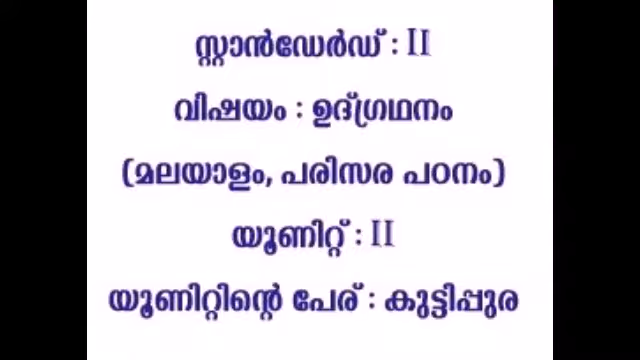 സ്റ്റാൻഡേർഡ് : II
വിഷയം : ഉദ്ഗ്രഥനം
(മലയാളം, പരിസര പഠനം)
യൂണിറ്റ് : II
യൂണിറ്റിന്റെ പേര് : കുട്ടിപ്പുര